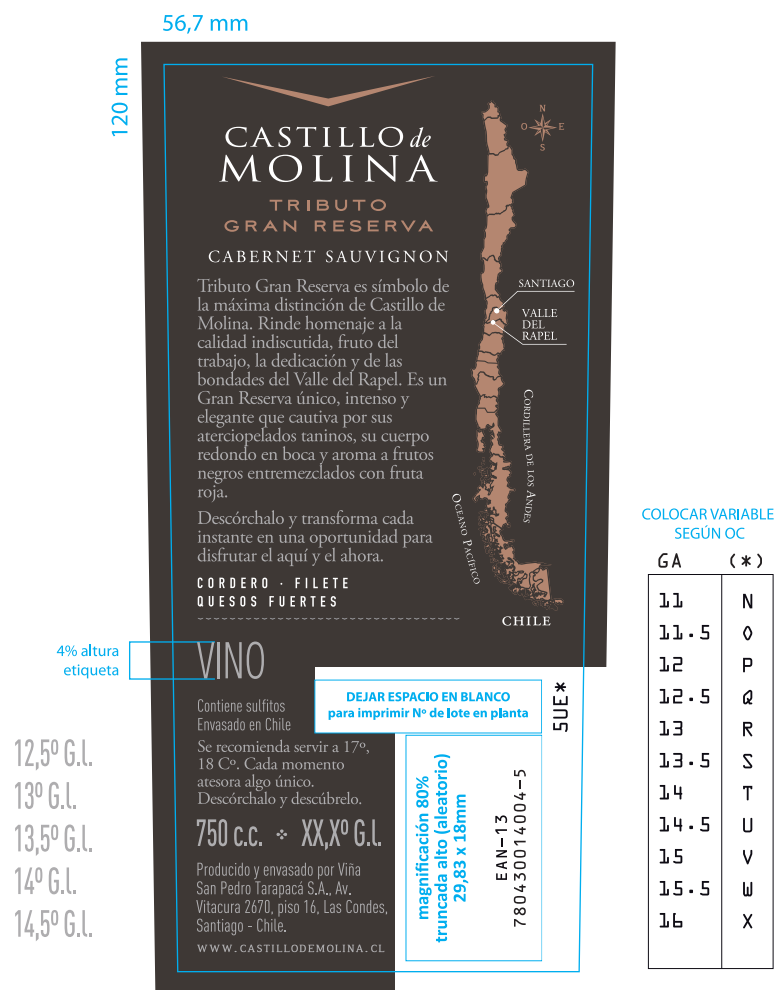 56,7 mm
120 mm
CASTILLO de
MOLINA
TRIBUTO
GRAN RESERVA
CABERNET SAUVIGNON
Tributo Gran Reserva es símbolo de
la máxima distinción de Castillo de
Molina. Rinde homenaje a la
calidad indiscutida, fruto del
trabajo, la dedicación y de las
bondades del Valle del Rapel. Es un
Gran Reserva único, intenso y
elegante que cautiva por sus
aterciopelados taninos, su cuerpo
redondo en boca y aroma a frutos
negros entremezclados con fruta
roja.
Descórchalo y transforma cada
instante en una oportunidad para
disfrutar el aquí y el ahora.
CORDERO · FILETE
QUESOS FUERTES
N
O E
S
SANTIAGO
VALLE
DEL
RAPEL
CORDILLERA DE LOS ANDES
OCEANO PACÍFICO
CHILE
4% altura
etiqueta
VINO
Contiene sulfitos
Envasado en Chile
Se recomienda servir a 17º,
18 Cº. Cada momento
atesora algo único.
Descórchalo y descúbrelo.
750 c.c. XX,Xº G.l.
Producido y envasado por Viña
San Pedro Tarapacá S.A., Av.
Vitacura 2670, piso 16, Las Condes,
Santiago - Chile.
WWW.CASTILLODEMOLINA.CL
DEJAR ESPACIO EN BLANCO
para imprimir Nº de lote en planta
5UE*
magnificación 80%
truncada alto (aleatorio)
29,83 x 18mm
EAN-13
780430014004-5
12,5º G.l.
13º G.l.
13,5º G.l.
14º G.l.
14,5º G.l.
COLOCAR VARIABLE
SEGÚN OC
GA (*)
11 N
11.5 O
12 P
12.5 Q
13 R
13.5 S
14 T
14.5 U
15 V
15.5 W
16 X